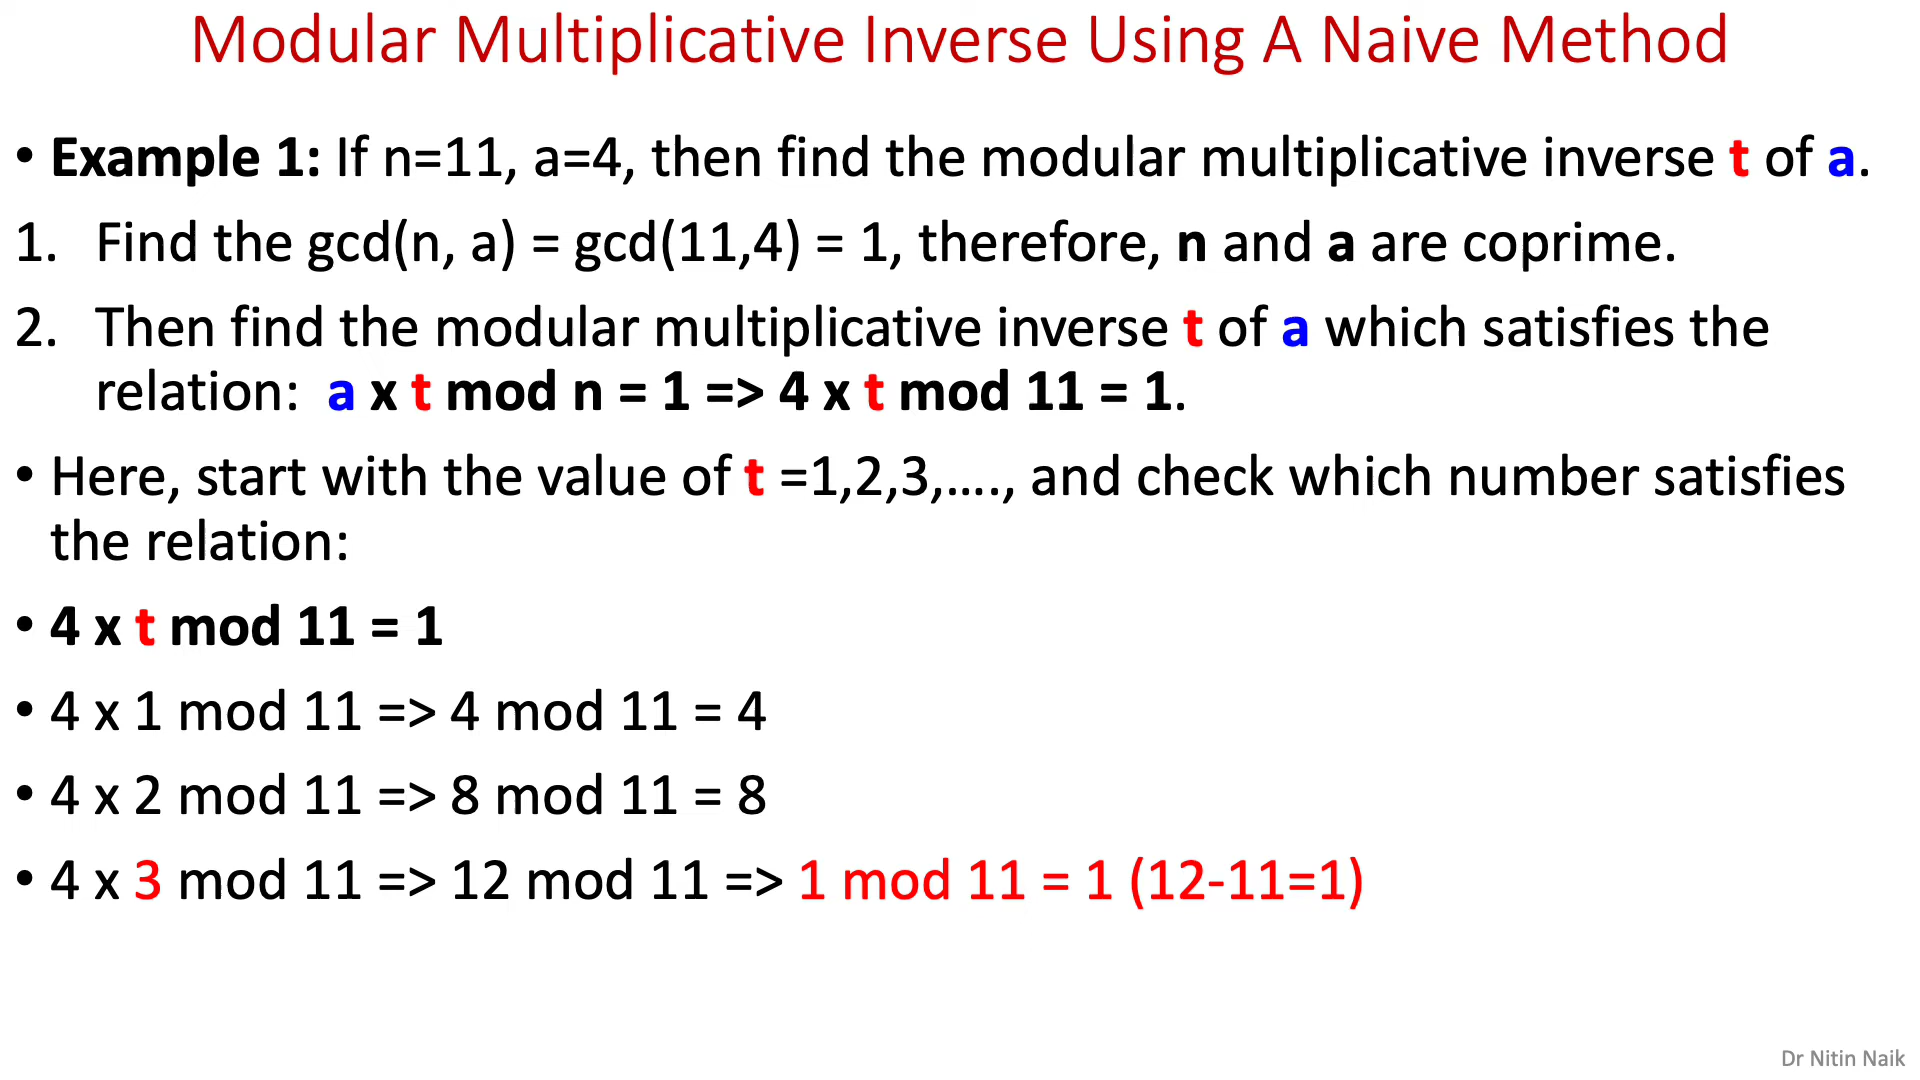 Modular Multiplicative Inverse Using A Naive Method
• Example 1: If n=11, a=4, then find the modular multiplicative inverse t of a.
1. Find the gcd(n, a) = gcd(11,4) = 1, therefore, n and a are coprime.
2. Then find the modular multiplicative inverse t of a which satisfies the
relation: a x t mod n = 1 => 4 x t mod 11 = 1.
• Here, start with the value of t =1,2,3,…., and check which number satisfies
the relation:
• 4 x t mod 11 = 1
• 4 x 1 mod 11 => 4 mod 11 = 4
• 4 x 2 mod 11 => 8 mod 11 = 8
• 4 x 3 mod 11 => 12 mod 11 => 1 mod 11 = 1 (12-11=1)
Dr Nitin Naik